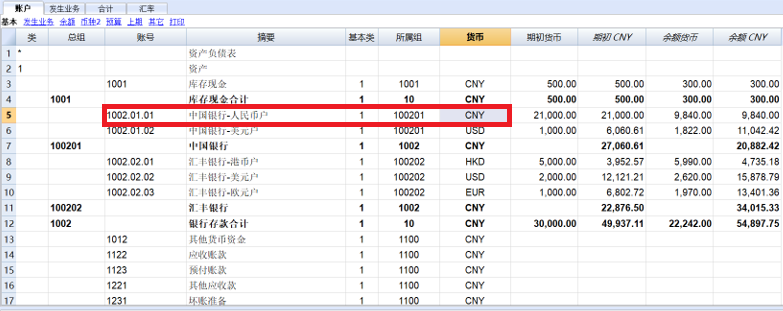 账户 发生业务 合计 汇率
基本 发生业务 余额 币种2 预算 上期 其它 打印
类 总组 账号 摘要 基本类 所属组 货币 期初货币 期初 CNY 余额货币 余额 CNY
1 * 资产负债表
2 1 资产
3 1001 库存现金 1 1001 CNY 500.00 500.00 300.00 300.00
4 1001 库存现金合计 1 10 CNY 500.00 500.00 300.00 300.00
5 1002.01.01 中国银行-人民币户 1 100201 CNY 21,000.00 21,000.00 9,840.00 9,840.00
6 1002.01.02 中国银行-美元户 1 100201 USD 1,000.00 6,060.61 1,822.00 11,042.42
7 100201 中国银行 1 1002 CNY 27,060.61 20,882.42
8 1002.02.01 汇丰银行-港币户 1 100202 HKD 5,000.00 3,952.57 5,990.00 4,735.18
9 1002.02.02 汇丰银行-美元户 1 100202 USD 2,000.00 12,121.21 2,620.00 15,878.79
10 1002.02.03 汇丰银行-欧元户 1 100202 EUR 1,000.00 6,802.72 1,970.00 13,401.36
11 100202 汇丰银行 1 1002 CNY 22,876.50 34,015.33
12 1002 银行存款合计 1 10 CNY 30,000.00 49,937.11 22,242.00 54,897.75
13 1012 其他货币资金 1 1100 CNY
14 1122 应收账款 1 1100 CNY
15 1123 预付账款 1 1100 CNY
16 1221 其他应收款 1 1100 CNY
17 1231 坏账准备 1 1100 CNY